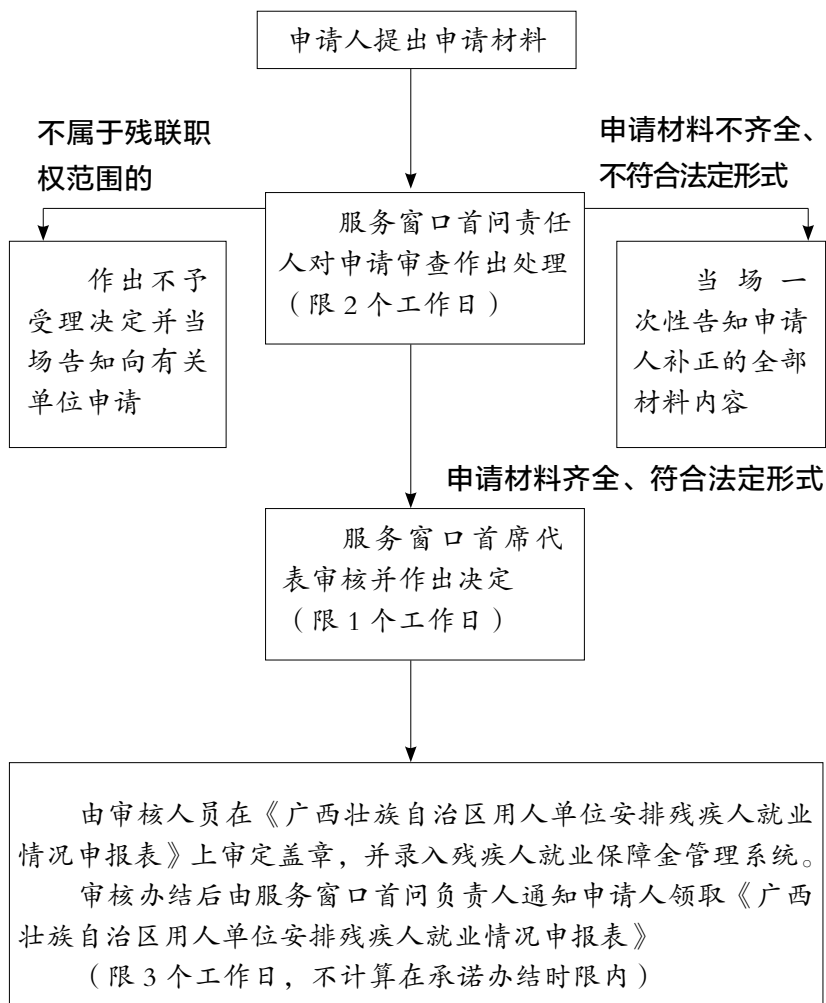 申请人提出申请材料
不属于残联职
权范围的
申请材料不齐全、
不符合法定形式
服务窗口首问责任
人对申请审查作出处理
（限2个工作日）
作出不予
受理决定并当
场告知向有关
单位申请
当场一
次性告知申请
人补正的全部
材料内容
申请材料齐全、符合法定形式
服务窗口首席代
表审核并作出决定
（限1个工作日）
由审核人员在《广西壮族自治区用人单位安排残疾人就业
情况申报表》上审定盖章，并录入残疾人就业保障金管理系统。
审核办结后由服务窗口首问负责人通知申请人领取《广西
壮族自治区用人单位安排残疾人就业情况申报表》
（限3个工作日，不计算在承诺办结时限内）